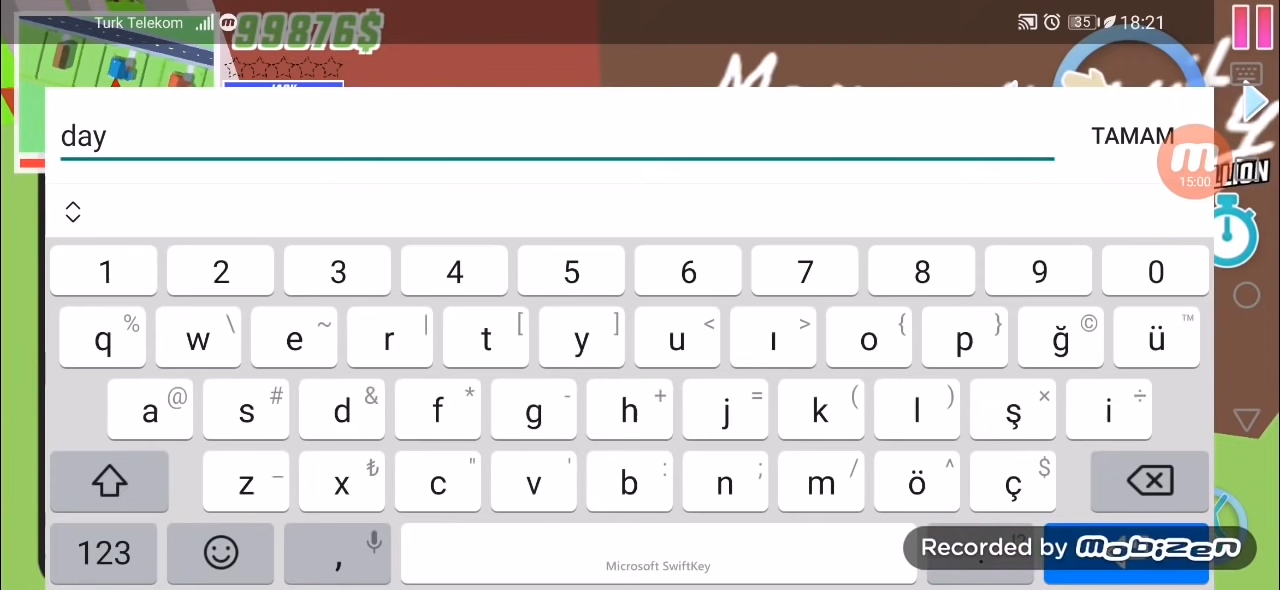 Turk Telekom 35 18:21
99876$
day TAMAM
15:00
1 2 3 4 5 6 7 8 9 0
q % w \ e ~ r | t [ y ] u < ı > o { p } ğ © ü ™
a @ s # d & f * g - h + j = k ( l ) ş × i ÷
z _ x ₺ c " v ' b : n ; m / ö ^ ç $
123 , Microsoft SwiftKey
Recorded by mobizen